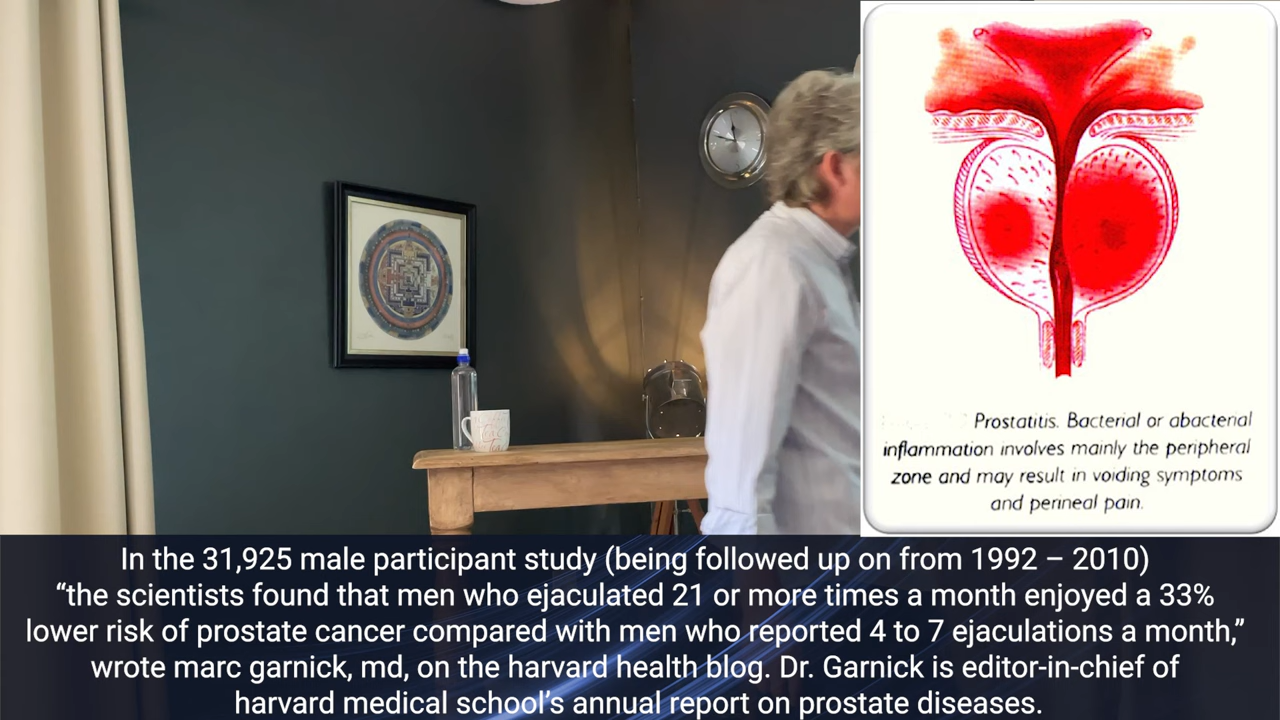 Prostatitis. Bacterial or abacterial
inflammation involves mainly the peripheral
zone and may result in voiding symptoms
and perineal pain.
In the 31,925 male participant study (being followed up on from 1992 – 2010)
“the scientists found that men who ejaculated 21 or more times a month enjoyed a 33%
lower risk of prostate cancer compared with men who reported 4 to 7 ejaculations a month,”
wrote marc garnick, md, on the harvard health blog. Dr. Garnick is editor-in-chief of
harvard medical school’s annual report on prostate diseases.